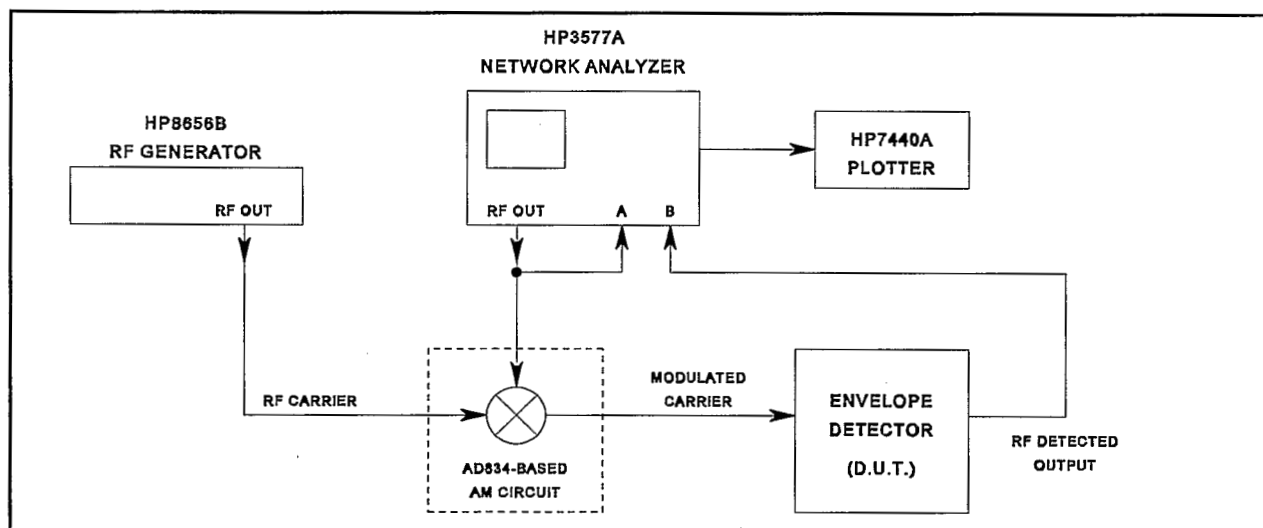 HP3577A
NETWORK ANALYZER
HP8656B
RF GENERATOR
RF OUT
RF OUT
A
B
HP7440A
PLOTTER
RF CARRIER
MODULATED
CARRIER
AD834-BASED
AM CIRCUIT
ENVELOPE
DETECTOR
(D.U.T.)
RF DETECTED
OUTPUT